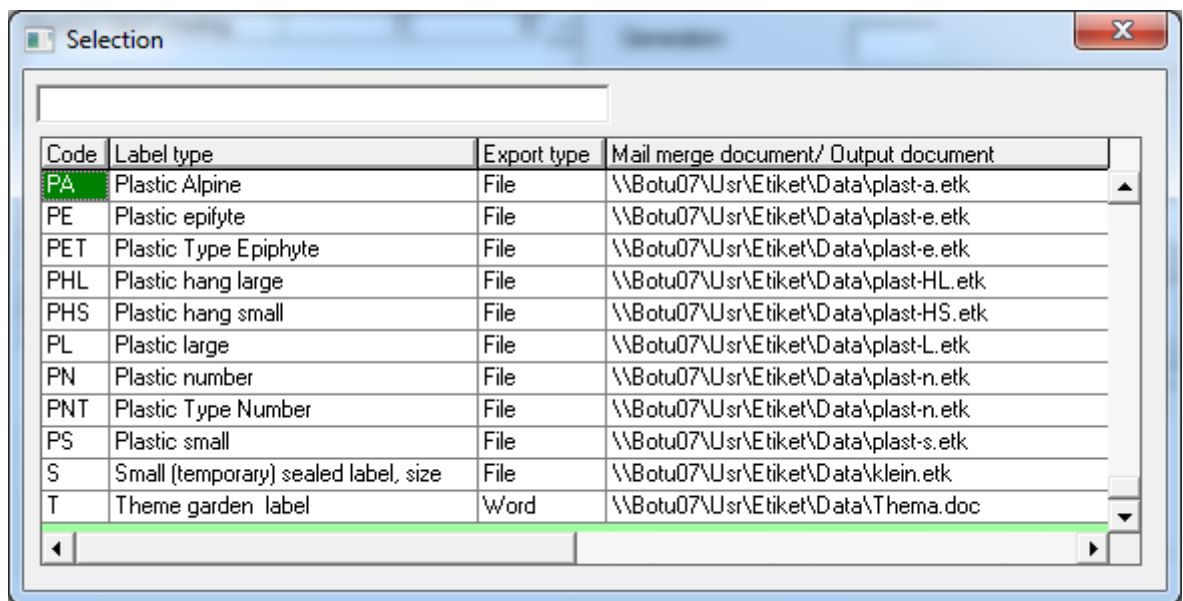 Selection
Code Label type Export type Mail merge document/ Output document
PA Plastic Alpine File \\Botu07\Usr\Etiket\Data\plast-a.etk
PE Plastic epifyte File \\Botu07\Usr\Etiket\Data\plast-e.etk
PET Plastic Type Epiphyte File \\Botu07\Usr\Etiket\Data\plast-e.etk
PHL Plastic hang large File \\Botu07\Usr\Etiket\Data\plast-HL.etk
PHS Plastic hang small File \\Botu07\Usr\Etiket\Data\plast-HS.etk
PL Plastic large File \\Botu07\Usr\Etiket\Data\plast-L.etk
PN Plastic number File \\Botu07\Usr\Etiket\Data\plast-n.etk
PNT Plastic Type Number File \\Botu07\Usr\Etiket\Data\plast-n.etk
PS Plastic small File \\Botu07\Usr\Etiket\Data\plast-s.etk
S Small (temporary) sealed label, size File \\Botu07\Usr\Etiket\Data\klein.etk
T Theme garden label Word \\Botu07\Usr\Etiket\Data\Thema.doc